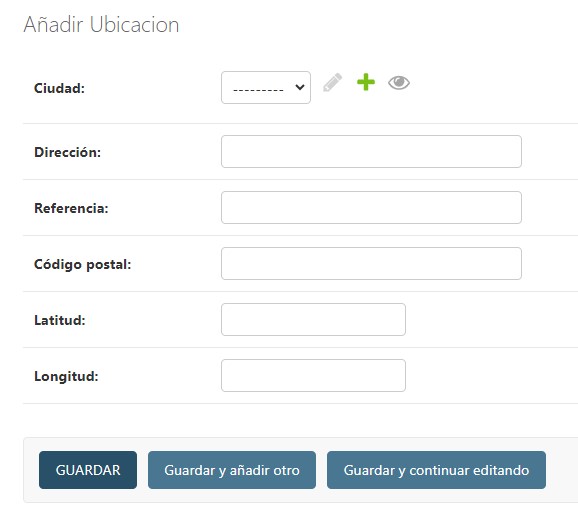 Añadir Ubicacion
Ciudad: ---------
Dirección:
Referencia:
Código postal:
Latitud:
Longitud:
GUARDAR Guardar y añadir otro Guardar y continuar editando